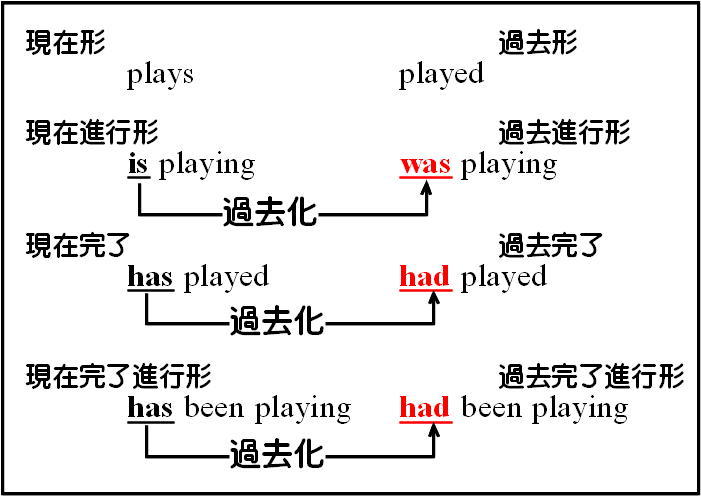 現在形 過去形
plays played
現在進行形 過去進行形
is playing was playing
過去化
現在完了 過去完了
has played had played
過去化
現在完了進行形 過去完了進行形
has been playing had been playing
過去化